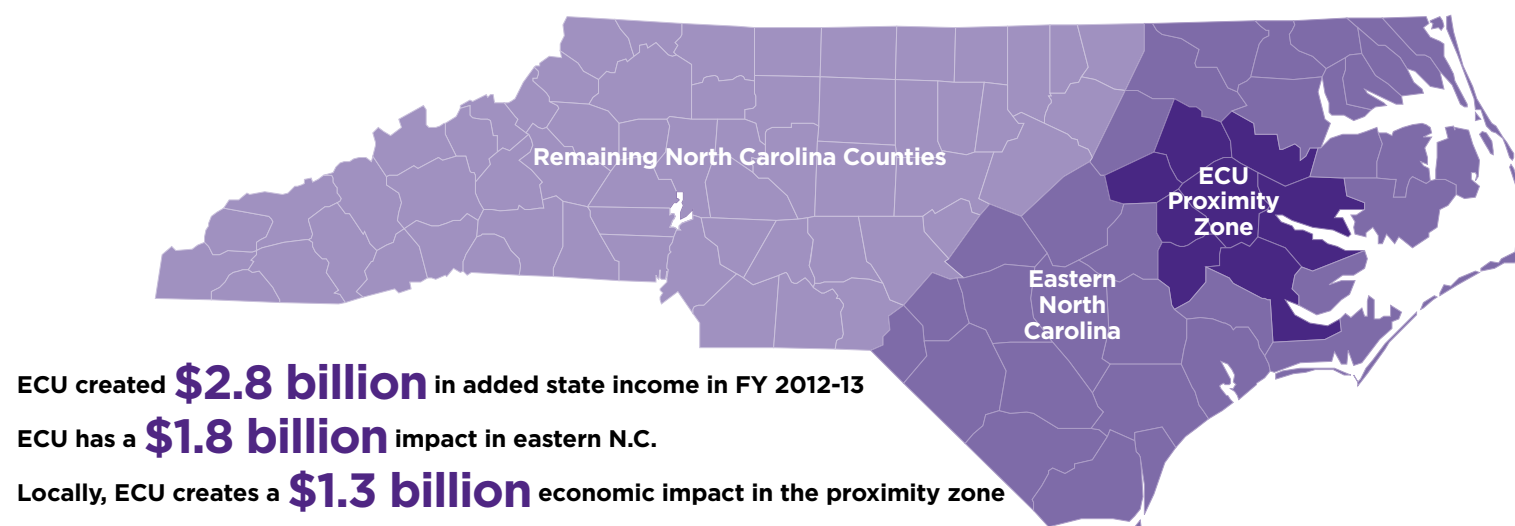 Remaining North Carolina Counties
ECU
Proximity
Zone
Eastern
North
Carolina
ECU created $2.8 billion in added state income in FY 2012-13
ECU has a $1.8 billion impact in eastern N.C.
Locally, ECU creates a $1.3 billion economic impact in the proximity zone